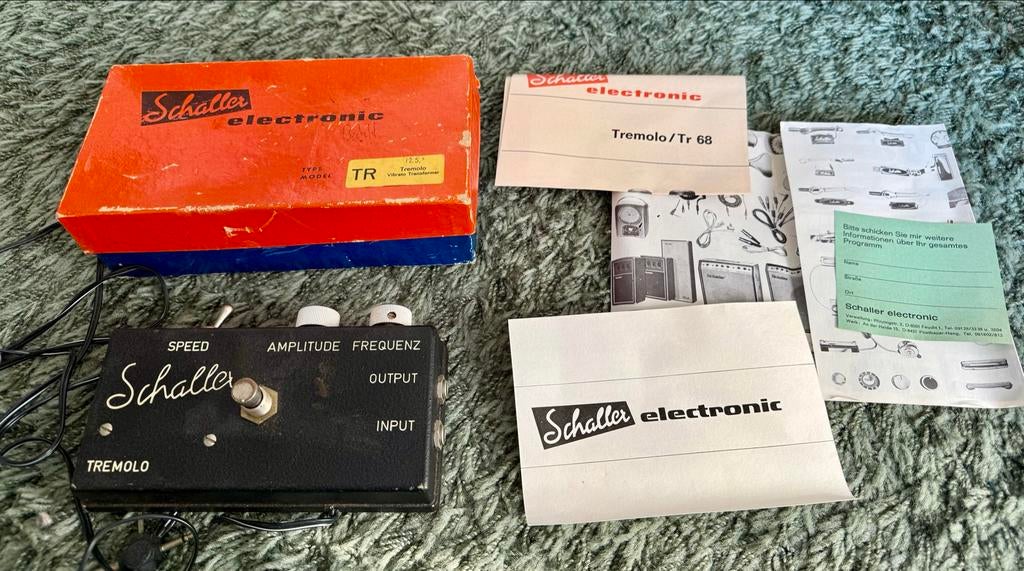 Schaller
electronic
TYPE
MODEL
TR
Tremolo
Vibrato Transformer
Schaller
electronic
Tremolo/Tr 68
Bitte schicken Sie mir weitere
Informationen über Ihr gesamtes
Programm
Name
Straße
Ort
Schaller electronic
Schaller electronic
SPEED
AMPLITUDE FREQUENZ
Schaller
OUTPUT
INPUT
TREMOLO